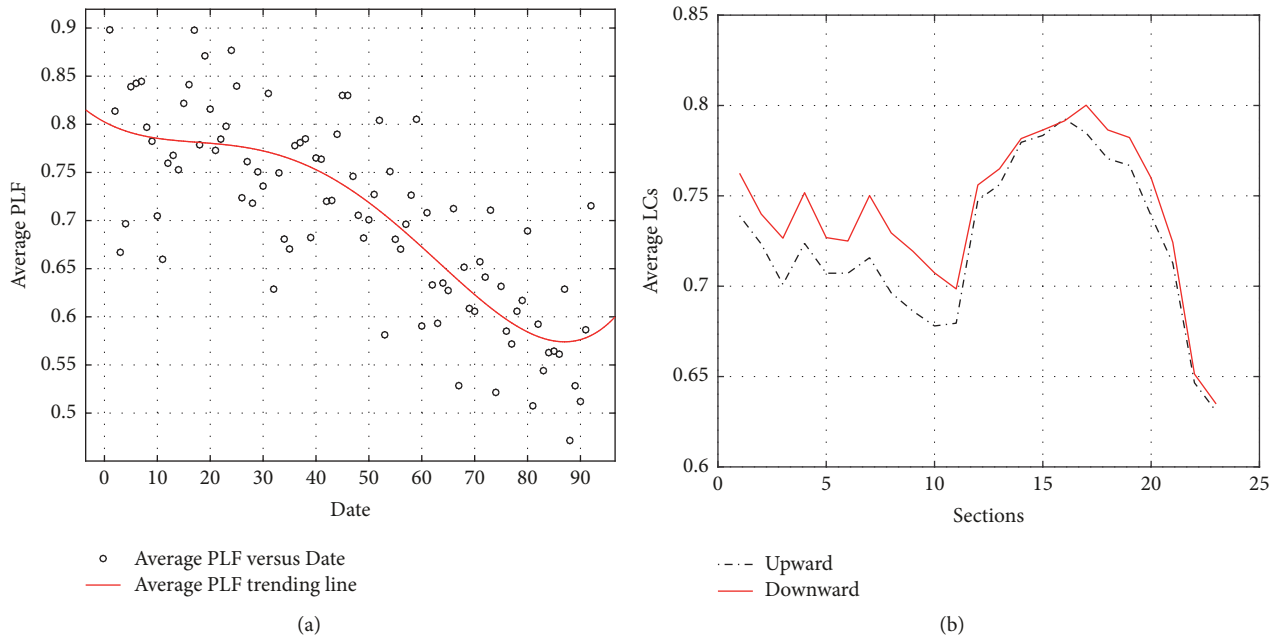 0.9
0.85
0.8
0.75
0.7
0.65
0.6
0.55
0.5
Average PLF
0 10 20 30 40 50 60 70 80 90
Date
Average PLF versus Date
Average PLF trending line
(a)
0.85
0.8
0.75
0.7
0.65
0.6
Average LCs
0 5 10 15 20 25
Sections
Upward
Downward
(b)